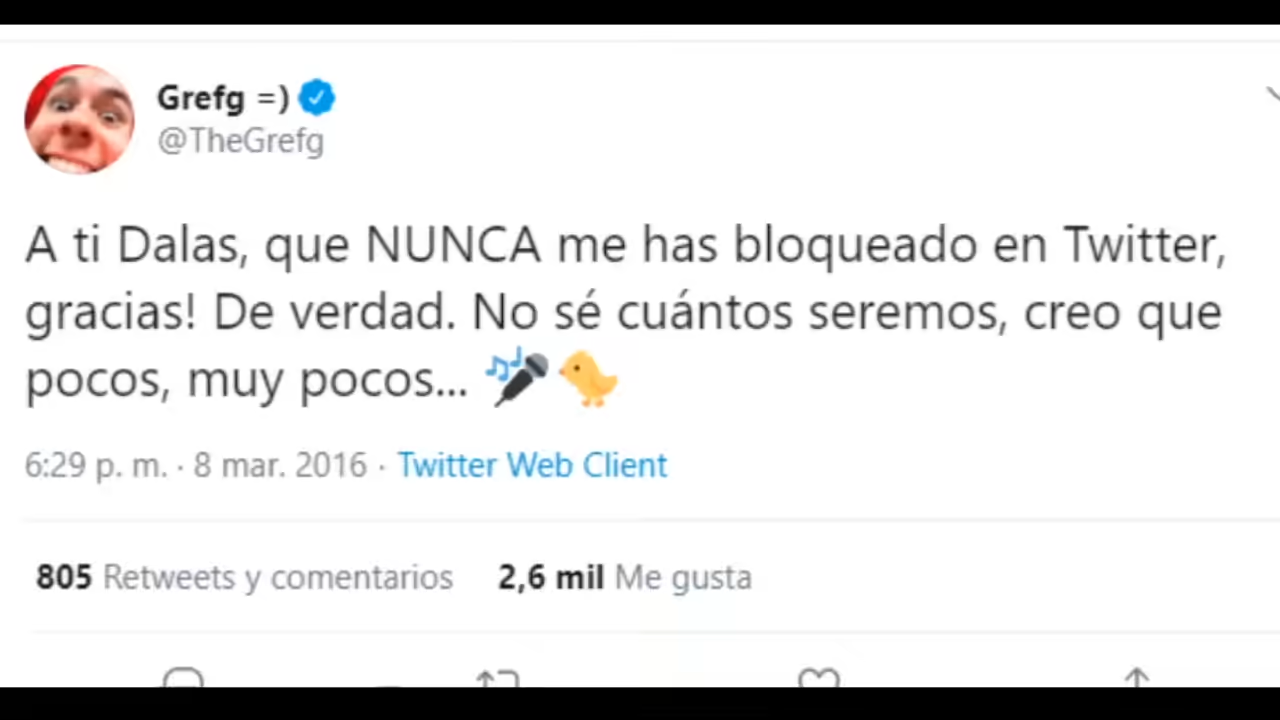 Grefg =)
@TheGrefg
A ti Dalas, que NUNCA me has bloqueado en Twitter,
gracias! De verdad. No sé cuántos seremos, creo que
pocos, muy pocos... 🎤🐤
6:29 p. m. · 8 mar. 2016 · Twitter Web Client
805 Retweets y comentarios 2,6 mil Me gusta